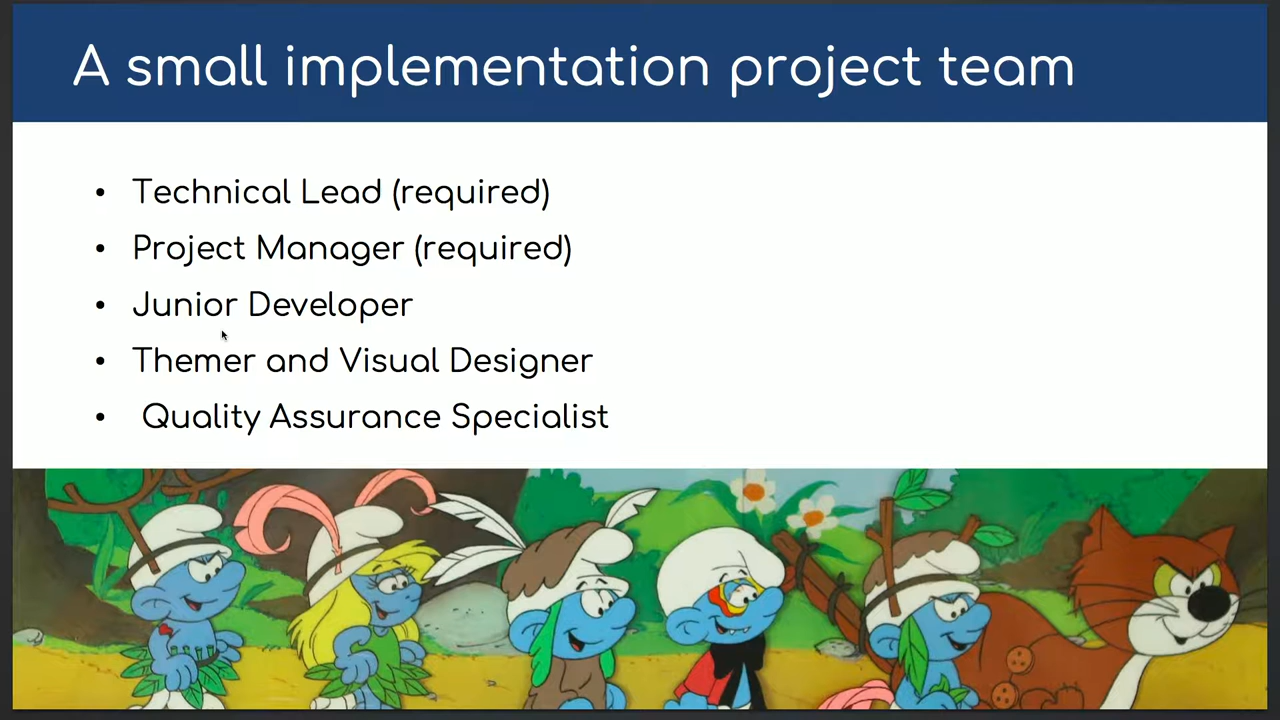 A small implementation project team
• Technical Lead (required)
• Project Manager (required)
• Junior Developer
• Themer and Visual Designer
• Quality Assurance Specialist